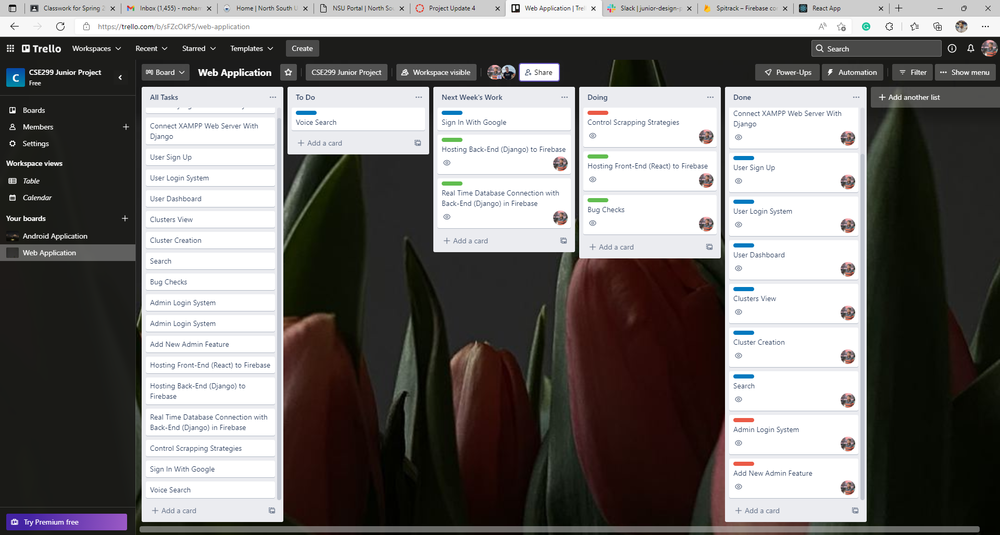 Classwork for Spring 2
Inbox (1,455) - moham
Home | North South U
NSU Portal | North Sou
Project Update 4
Web Application | Trell
Slack | junior-design-p
Spitrack – Firebase con
React App
https://trello.com/b/sFZcOkP5/web-application
Trello
Workspaces
Recent
Starred
Templates
Create
Search
C
CSE299 Junior Project
Free
Board
Web Application
CSE299 Junior Project
Workspace visible
Share
Power-Ups
Automation
Filter
Show menu
Boards
Members
Settings
Workspace views
Table
Calendar
Your boards
Android Application
Web Application
Try Premium free
All Tasks
Connect XAMPP Web Server With
Django
User Sign Up
User Login System
User Dashboard
Clusters View
Cluster Creation
Search
Bug Checks
Admin Login System
Admin Login System
Add New Admin Feature
Hosting Front-End (React) to Firebase
Hosting Back-End (Django) to
Firebase
Real Time Database Connection with
Back-End (Django) in Firebase
Control Scrapping Strategies
Sign In With Google
Voice Search
+ Add a card
To Do
Voice Search
+ Add a card
Next Week's Work
Sign In With Google
Hosting Back-End (Django) to Firebase
Real Time Database Connection with
Back-End (Django) in Firebase
+ Add a card
Doing
Control Scrapping Strategies
Hosting Front-End (React) to Firebase
Bug Checks
+ Add a card
Done
Connect XAMPP Web Server With
Django
User Sign Up
User Login System
User Dashboard
Clusters View
Cluster Creation
Search
Admin Login System
Add New Admin Feature
+ Add a card
+ Add another list